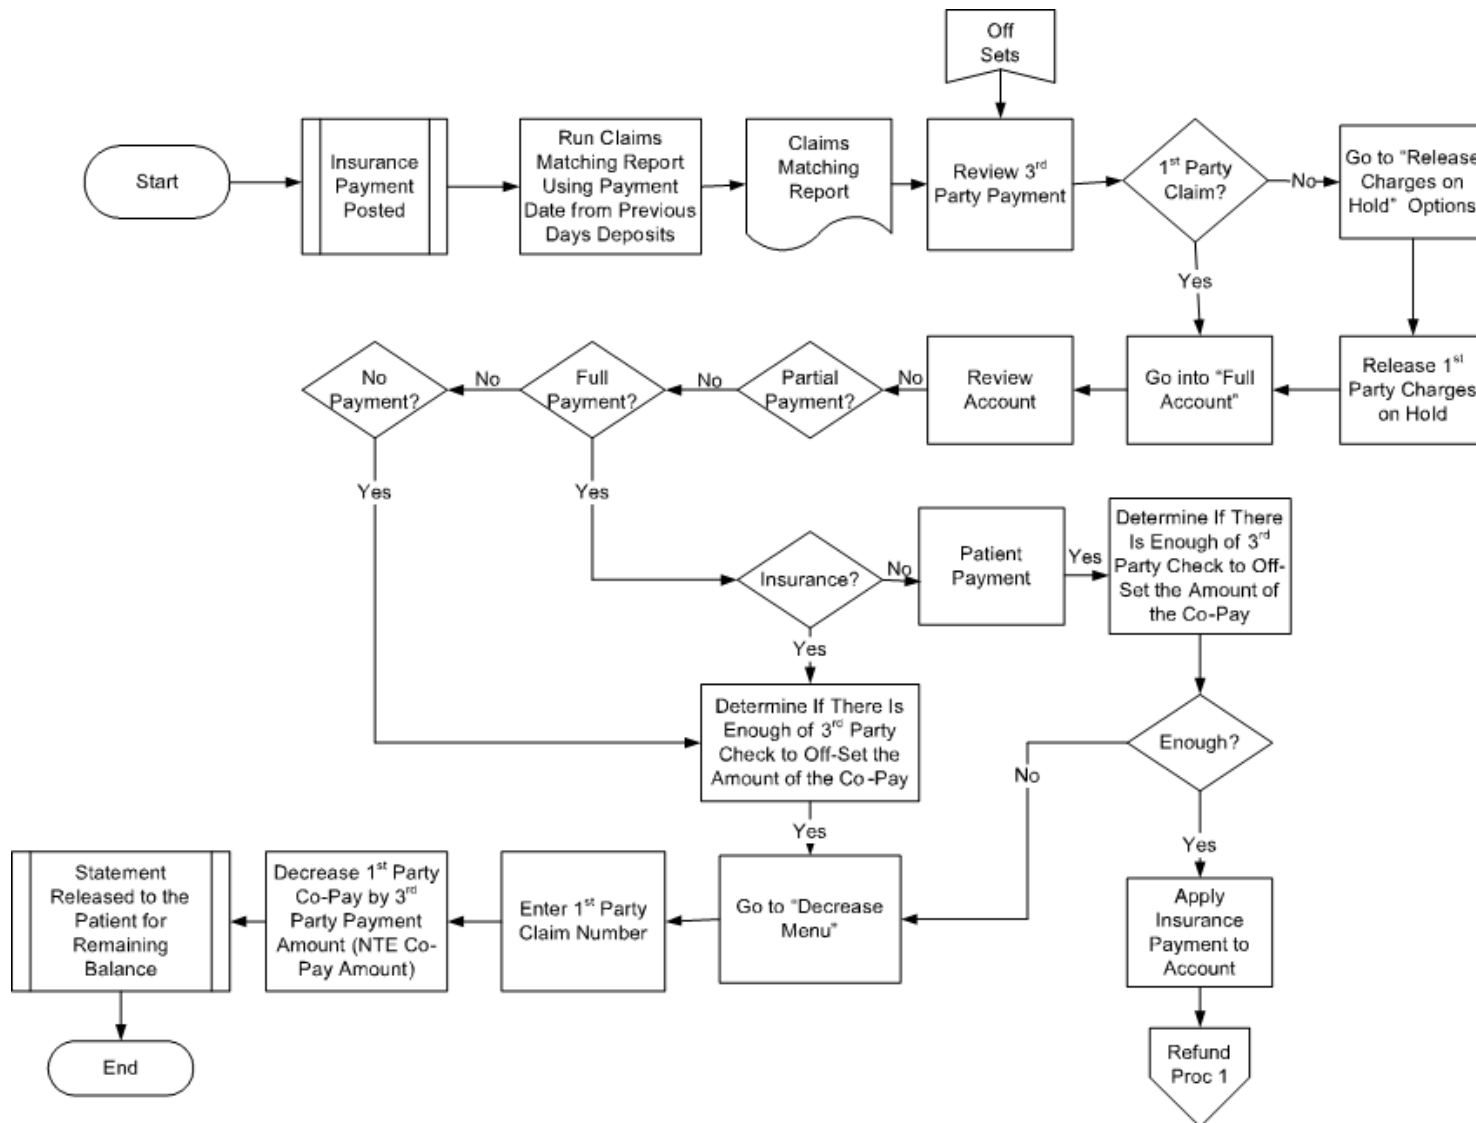 Off
Sets
Start
Insurance
Payment
Posted
Run Claims
Matching Report
Using Payment
Date from Previous
Days Deposits
Claims
Matching
Report
Review 3rd
Party Payment
1st Party
Claim?
No
Go to “Release
Charges on
Hold” Options
Yes
No
Payment?
No
Full
Payment?
No
Partial
Payment?
No
Review
Account
Go into “Full
Account”
Release 1st
Party Charges
on Hold
Yes
Yes
Insurance?
No
Patient
Payment
Yes
Determine If There
Is Enough of 3rd
Party Check to Off-
Set the Amount of
the Co-Pay
Yes
Determine If There Is
Enough of 3rd Party
Check to Off-Set the
Amount of the Co-Pay
Enough?
No
Yes
Yes
Statement
Released to the
Patient for
Remaining
Balance
Decrease 1st Party
Co-Pay by 3rd
Party Payment
Amount (NTE Co-
Pay Amount)
Enter 1st Party
Claim Number
Go to “Decrease
Menu”
Apply
Insurance
Payment to
Account
End
Refund
Proc 1